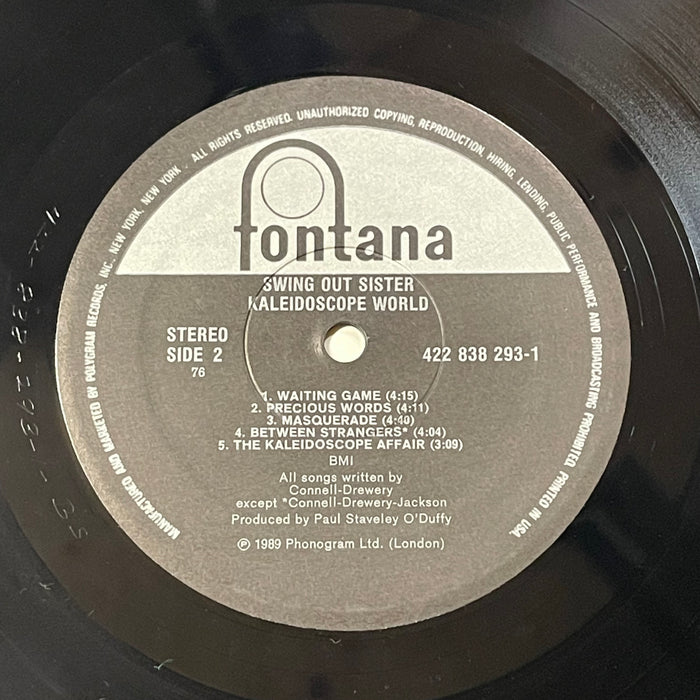 MANUFACTURED AND MARKETED BY POLYGRAM RECORDS, INC. NEW YORK, NEW YORK. ALL RIGHTS RESERVED. UNAUTHORIZED COPYING, REPRODUCTION, HIRING, LENDING, PUBLIC PERFORMANCE AND BROADCASTING PROHIBITED. PRINTED IN USA.
fontana
SWING OUT SISTER
KALEIDOSCOPE WORLD
STEREO
SIDE 2
76
422 838 293-1
1. WAITING GAME (4:15)
2. PRECIOUS WORDS (4:11)
3. MASQUERADE (4:40)
4. BETWEEN STRANGERS* (4:04)
5. THE KALEIDOSCOPE AFFAIR (3:09)
BMI
All songs written by
Connell-Drewery
except *Connell-Drewery-Jackson
Produced by Paul Staveley O'Duffy
℗ 1989 Phonogram Ltd. (London)